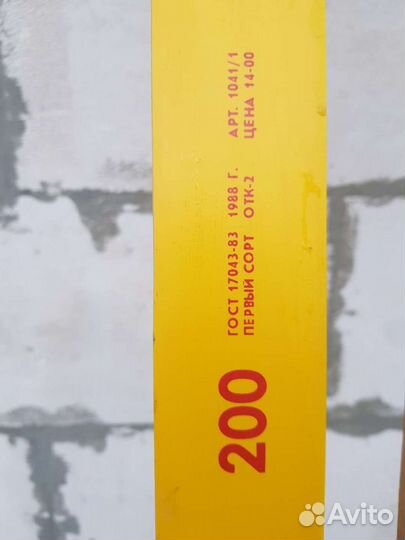 200
ГОСТ 17043-83 1988 Г. АРТ. 1041/1
ПЕРВЫЙ СОРТ ОТК-2 ЦЕНА 14-00
Avito